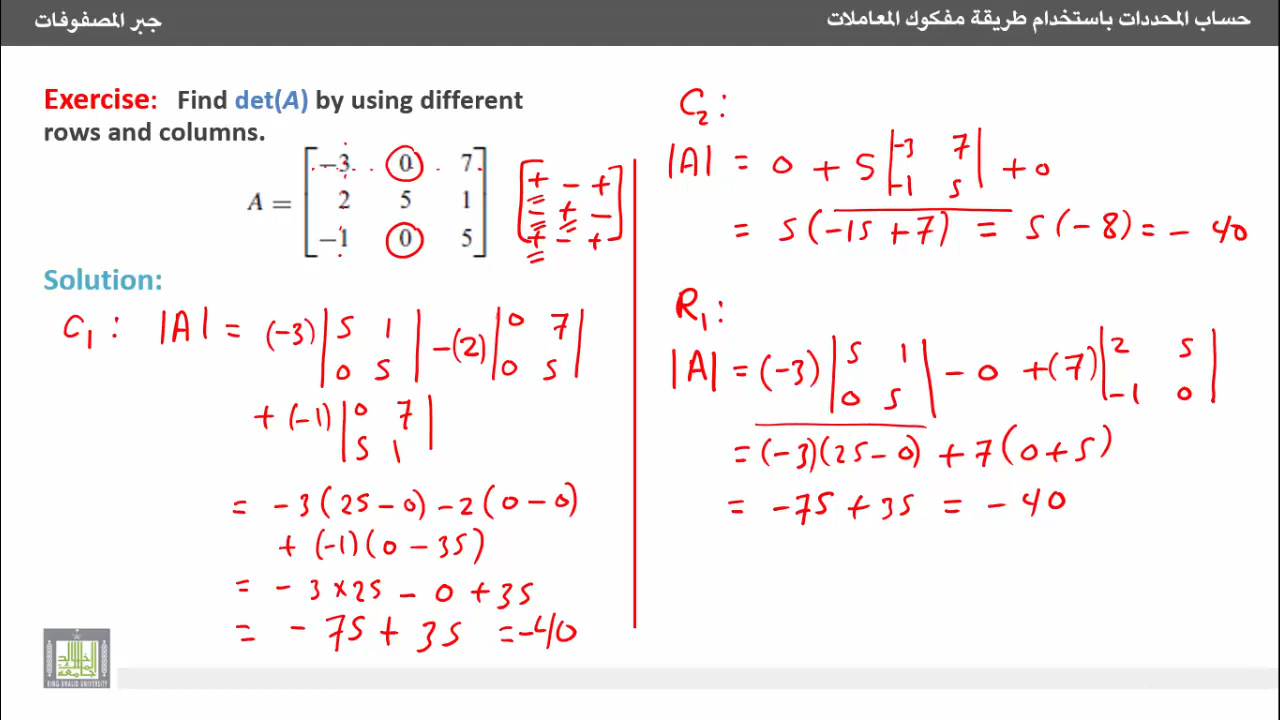 حساب المحددات باستخدام طريقة مفكوك المعاملات
جبر المصفوفات
Exercise: Find det(A) by using different
rows and columns.
A = [ -3 0 7
2 5 1
-1 0 5 ]
[ + - +
- + -
+ - + ]
Solution:
C₁ : |A| = (-3) |5 1
0 5| -(2) |0 7
0 5|
+ (-1) |0 7
5 1|
= -3(25-0) -2(0-0)
+ (-1)(0-35)
= -3×25 - 0 + 35
= -75 + 35 = -40
C₂ :
|A| = 0 + 5 |-3 7
-1 5| + 0
= 5(-15+7) = 5(-8) = -40
R₁ :
|A| = (-3) |5 1
0 5| - 0 + (7) |2 5
-1 0|
= (-3)(25-0) + 7(0+5)
= -75 + 35 = -40
KING KHALID UNIVERSITY